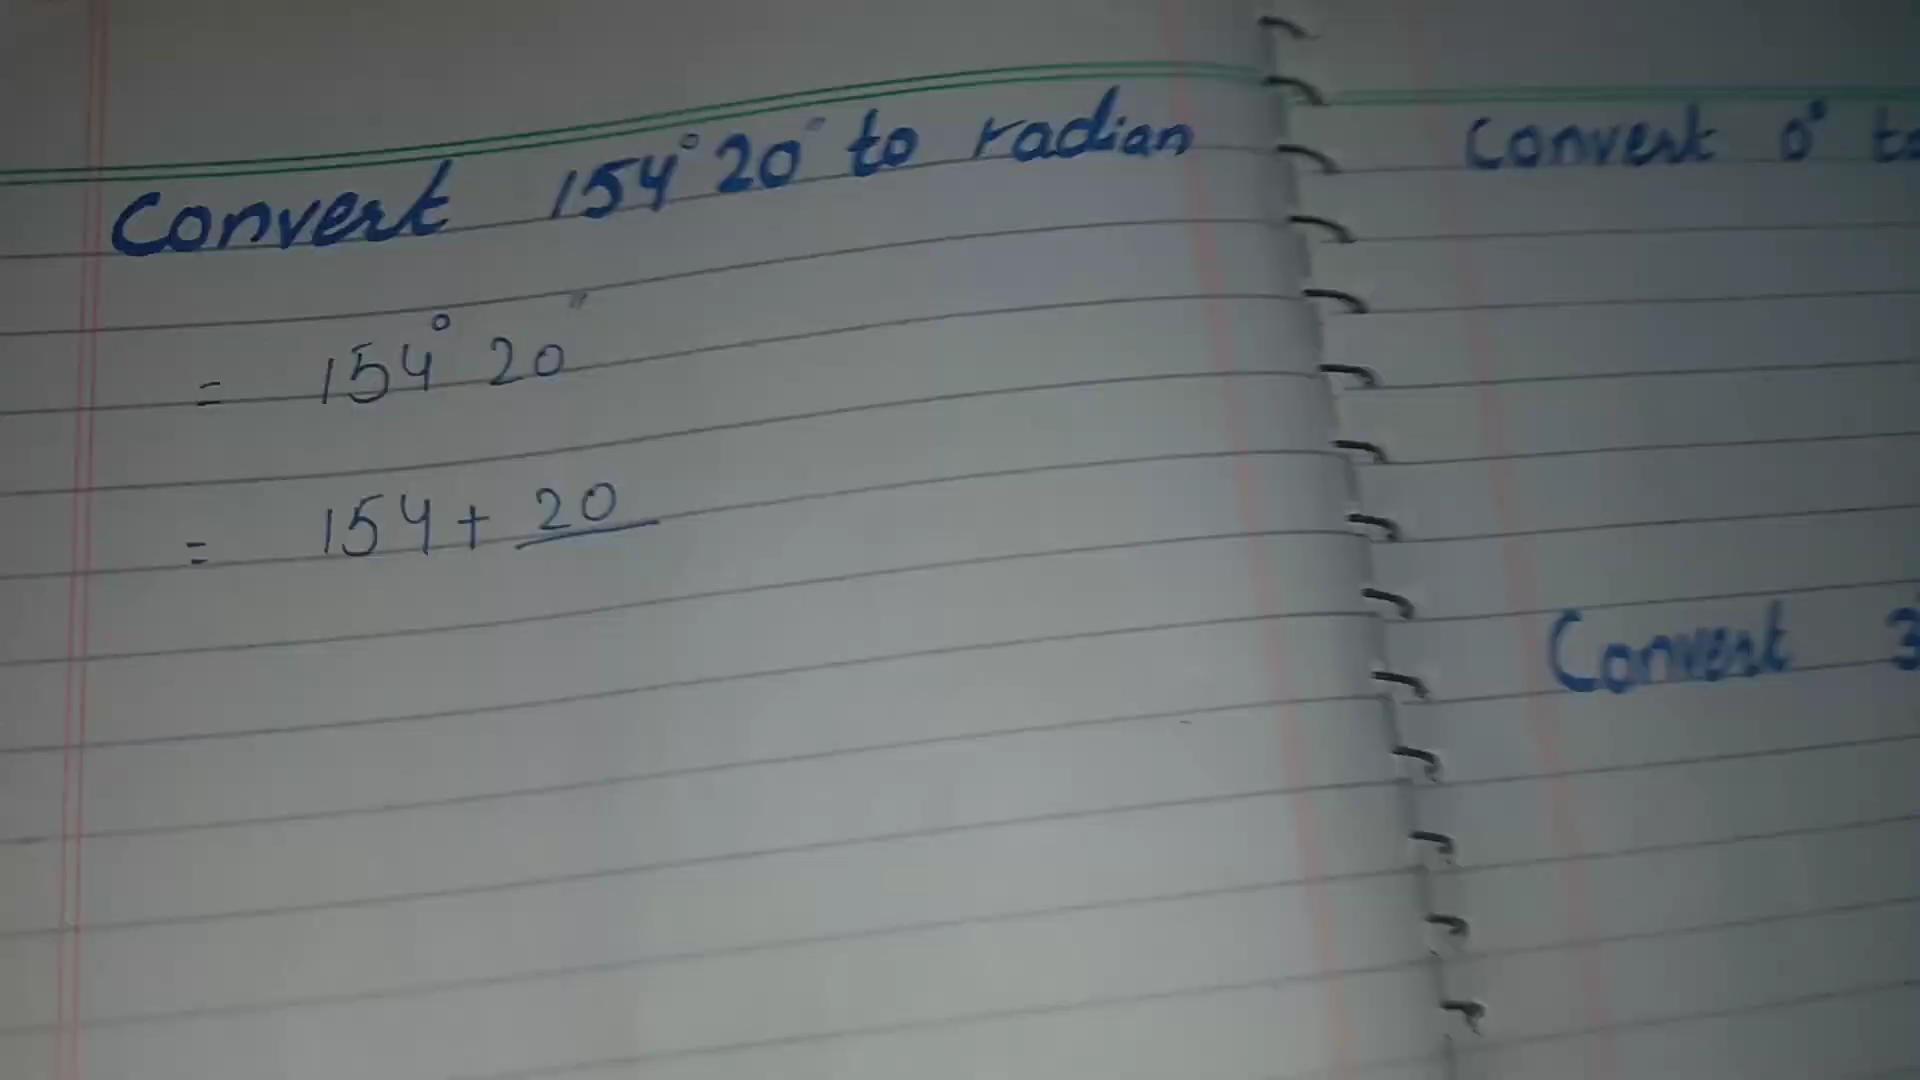 Convert 154° 20" to radian
= 154° 20"
= 154 + 20
Convert 0° to
Convert 3